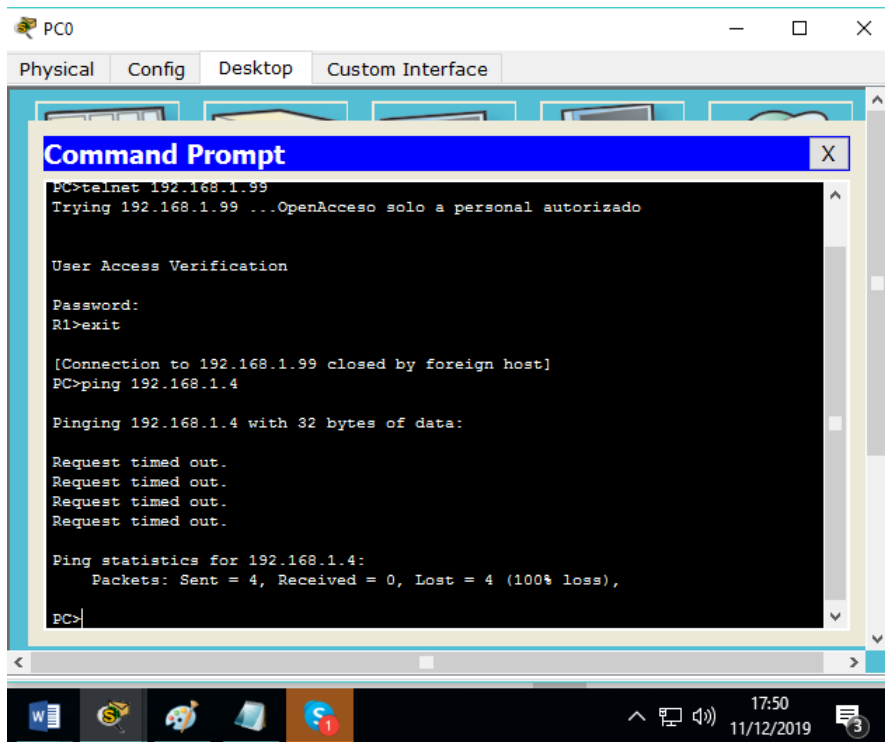 PC0
Physical Config Desktop Custom Interface
Command Prompt X
PC>telnet 192.168.1.99
Trying 192.168.1.99 ...OpenAcceso solo a personal autorizado
User Access Verification
Password:
R1>exit
[Connection to 192.168.1.99 closed by foreign host]
PC>ping 192.168.1.4
Pinging 192.168.1.4 with 32 bytes of data:
Request timed out.
Request timed out.
Request timed out.
Request timed out.
Ping statistics for 192.168.1.4:
Packets: Sent = 4, Received = 0, Lost = 4 (100% loss),
PC>
W S S 1
17:50
11/12/2019 3